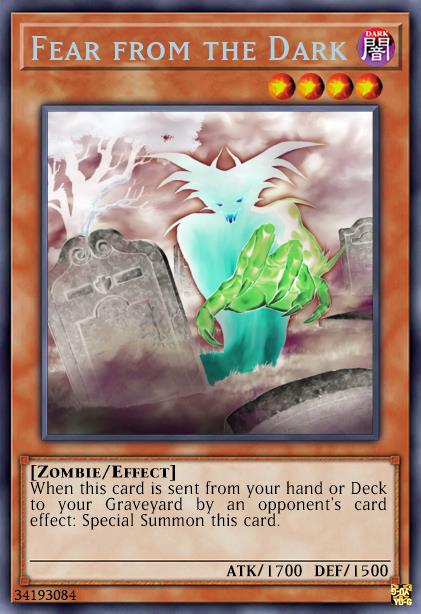 Fear from the Dark
DARK
闇
[Zombie/Effect]
When this card is sent from your hand or Deck
to your Graveyard by an opponent's card
effect: Special Summon this card.
ATK/1700 DEF/1500
34193084